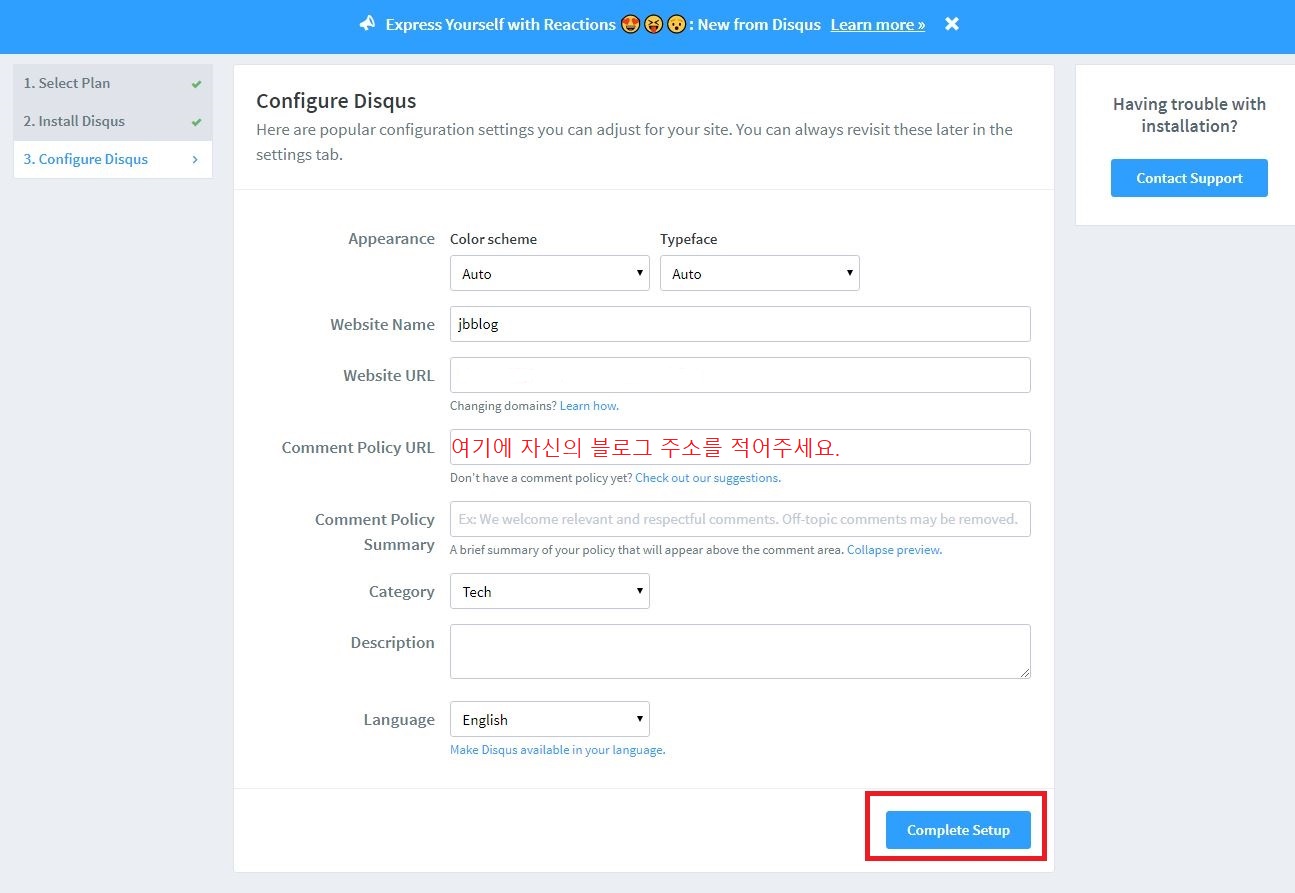 Express Yourself with Reactions 😍😝😮: New from Disqus Learn more » ✕
1. Select Plan ✔
2. Install Disqus ✔
3. Configure Disqus ›
Configure Disqus
Here are popular configuration settings you can adjust for your site. You can always revisit these later in the
settings tab.
Having trouble with
installation?
Contact Support
Appearance Color scheme Typeface
Auto Auto
Website Name jbblog
Website URL
Changing domains? Learn how.
Comment Policy URL 여기에 자신의 블로그 주소를 적어주세요.
Don't have a comment policy yet? Check out our suggestions.
Comment Policy Ex: We welcome relevant and respectful comments. Off-topic comments may be removed.
Summary A brief summary of your policy that will appear above the comment area. Collapse preview.
Category Tech
Description
Language English
Make Disqus available in your language.
Complete Setup